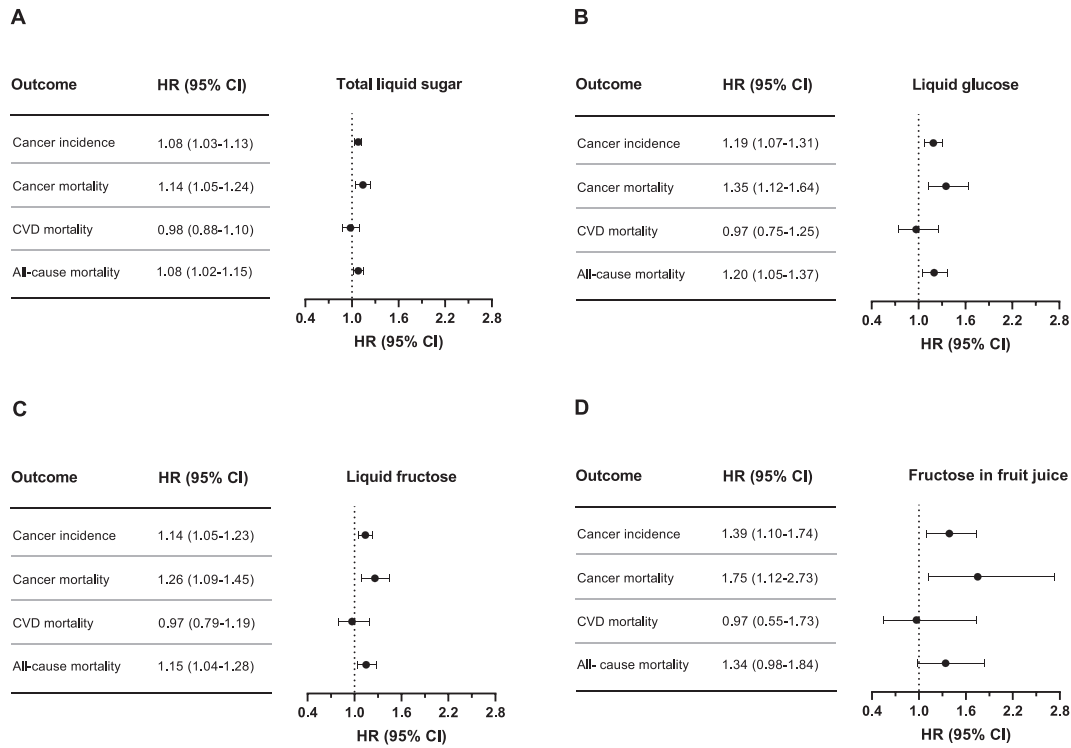 A
Outcome HR (95% CI) Total liquid sugar
Cancer incidence 1.08 (1.03-1.13)
Cancer mortality 1.14 (1.05-1.24)
CVD mortality 0.98 (0.88-1.10)
All-cause mortality 1.08 (1.02-1.15)
0.4 1.0 1.6 2.2 2.8
HR (95% CI)
B
Outcome HR (95% CI) Liquid glucose
Cancer incidence 1.19 (1.07-1.31)
Cancer mortality 1.35 (1.12-1.64)
CVD mortality 0.97 (0.75-1.25)
All-cause mortality 1.20 (1.05-1.37)
0.4 1.0 1.6 2.2 2.8
HR (95% CI)
C
Outcome HR (95% CI) Liquid fructose
Cancer incidence 1.14 (1.05-1.23)
Cancer mortality 1.26 (1.09-1.45)
CVD mortality 0.97 (0.79-1.19)
All-cause mortality 1.15 (1.04-1.28)
0.4 1.0 1.6 2.2 2.8
HR (95% CI)
D
Outcome HR (95% CI) Fructose in fruit juice
Cancer incidence 1.39 (1.10-1.74)
Cancer mortality 1.75 (1.12-2.73)
CVD mortality 0.97 (0.55-1.73)
All- cause mortality 1.34 (0.98-1.84)
0.4 1.0 1.6 2.2 2.8
HR (95% CI)